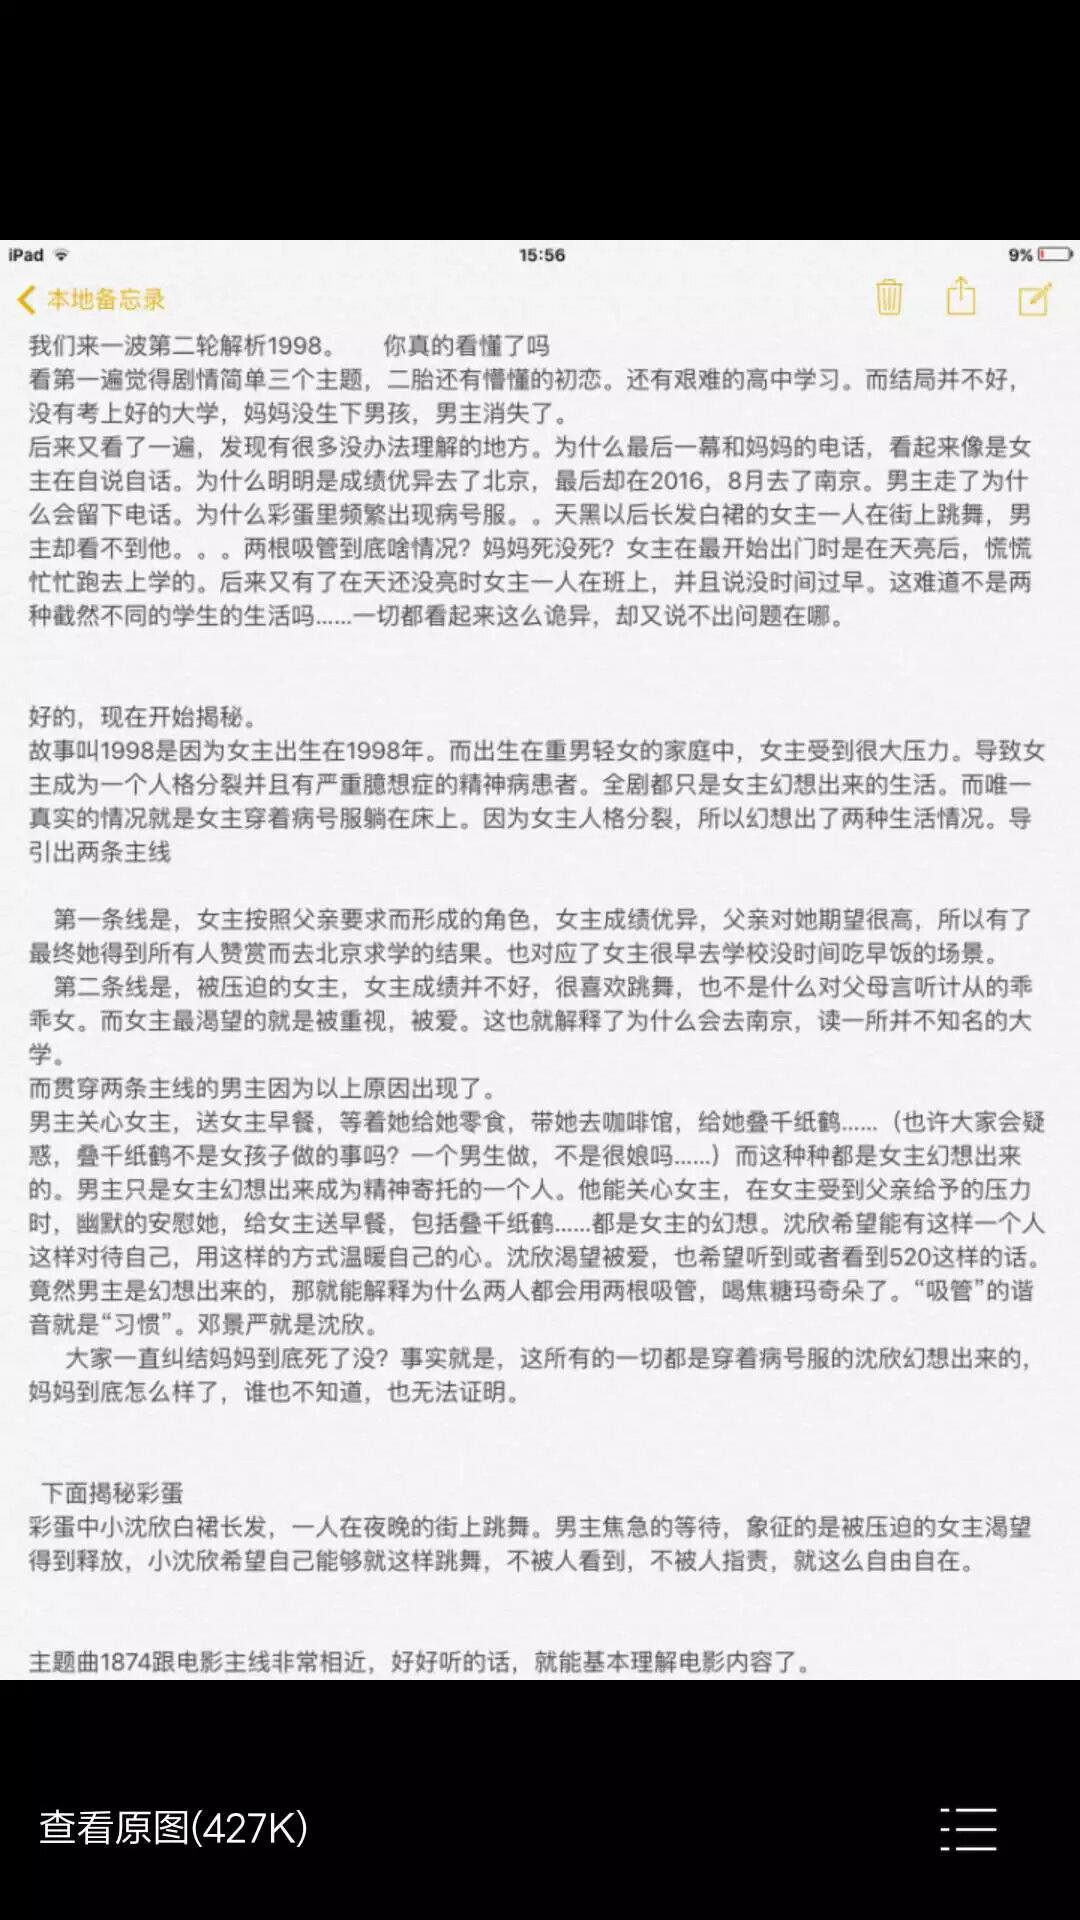 iPad 15:56 9%
本地备忘录
我们来一波第二轮解析1998。 你真的看懂了吗
看第一遍觉得剧情简单三个主题，二胎还有懵懂的初恋。还有艰难的高中学习。而结局并不好，
没有考上好的大学，妈妈没生下男孩，男主消失了。
后来又看了一遍，发现有很多没办法理解的地方。为什么最后一幕和妈妈的电话，看起来像是女
主在自说自话。为什么明明是成绩优异去了北京，最后却在2016，8月去了南京。男主走了为什
么会留下电话。为什么彩蛋里频繁出现病号服。。天黑以后长发白裙的女主一人在街上跳舞，男
主却看不到他。。。两根吸管到底啥情况？妈妈死没死？女主在最开始出门时是在天亮后，慌慌
忙忙跑去上学的。后来又有了在天还没亮时女主一人在班上，并且说没时间过早。这难道不是两
种截然不同的学生的生活吗……一切都看起来这么诡异，却又说不出问题在哪。
好的，现在开始揭秘。
故事叫1998是因为女主出生在1998年。而出生在重男轻女的家庭中，女主受到很大压力。导致女
主成为一个人格分裂并且有严重臆想症的精神病患者。全剧都只是女主幻想出来的生活。而唯一
真实的情况就是女主穿着病号服躺在床上。因为女主人格分裂，所以幻想出了两种生活情况。导
引出两条主线
第一条线是，女主按照父亲要求而形成的角色，女主成绩优异，父亲对她期望很高，所以有了
最终她得到所有人赞赏而去北京求学的结果。也对应了女主很早去学校没时间吃早饭的场景。
第二条线是，被压迫的女主，女主成绩并不好，很喜欢跳舞，也不是什么对父母言听计从的乖
乖女。而女主最渴望的就是被重视，被爱。这也就解释了为什么会去南京，读一所并不知名的大
学。
而贯穿两条主线的男主因为以上原因出现了。
男主关心女主，送女主早餐，等着她给她零食，带她去咖啡馆，给她叠千纸鹤……（也许大家会疑
惑，叠千纸鹤不是女孩子做的事吗？一个男生做，不是很娘吗……）而这种种都是女主幻想出来
的。男主只是女主幻想出来成为精神寄托的一个人。他能关心女主，在女主受到父亲给予的压力
时，幽默的安慰她，给女主送早餐，包括叠千纸鹤……都是女主的幻想。沈欣希望能有这样一个人
这样对待自己，用这样的方式温暖自己的心。沈欣渴望被爱，也希望听到或者看到520这样的话。
竟然男主是幻想出来的，那就能解释为什么两人都会用两根吸管，喝焦糖玛奇朵了。“吸管”的谐
音就是“习惯”。邓景严就是沈欣。
大家一直纠结妈妈到底死了没？事实就是，这所有的一切都是穿着病号服的沈欣幻想出来的，
妈妈到底怎么样了，谁也不知道，也无法证明。
下面揭秘彩蛋
彩蛋中小沈欣白裙长发，一人在夜晚的街上跳舞。男主焦急的等待，象征的是被压迫的女主渴望
得到释放，小沈欣希望自己能够就这样跳舞，不被人看到，不被人指责，就这么自由自在。
主题曲1874跟电影主线非常相近，好好听的话，就能基本理解电影内容了。
查看原图(427K)